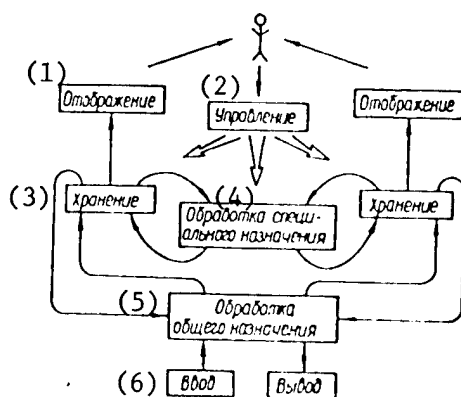 (1)
Отображение
(2)
Управление
Отображение
(3)
Хранение
(4)
Обработка специ-
ального назначения
Хранение
(5)
Обработка
общего назначения
(6)
Ввод
Вывод